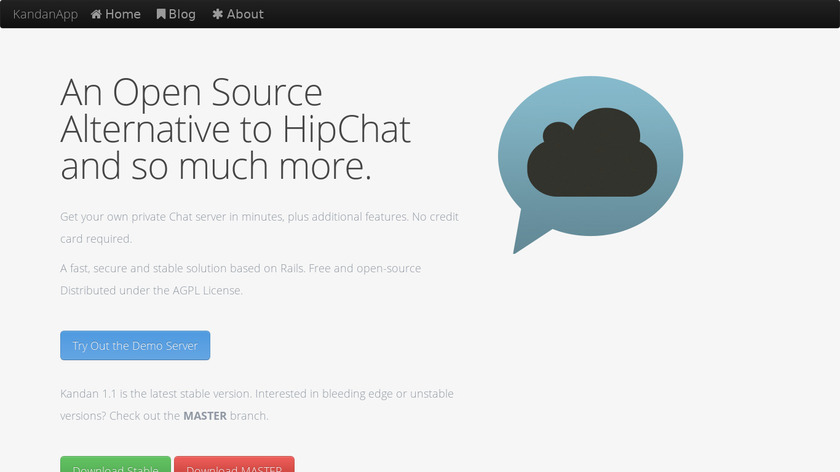 KandanApp Home Blog About
An Open Source
Alternative to HipChat
and so much more.
Get your own private Chat server in minutes, plus additional features. No credit
card required.
A fast, secure and stable solution based on Rails. Free and open-source
Distributed under the AGPL License.
Try Out the Demo Server
Kandan 1.1 is the latest stable version. Interested in bleeding edge or unstable
versions? Check out the MASTER branch.
Download Stable Download MASTER